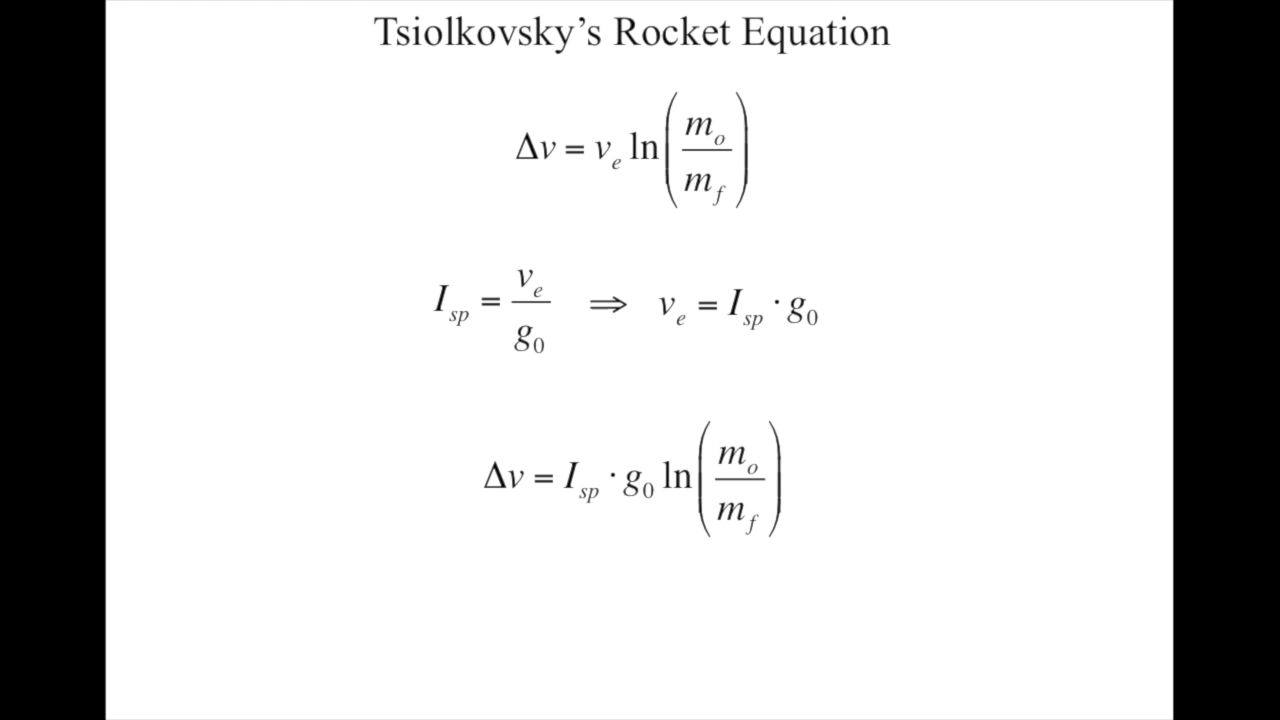 Tsiolkovsky’s Rocket Equation
Δv = v_e ln(m_o / m_f)
I_sp = v_e / g_0 ⇒ v_e = I_sp · g_0
Δv = I_sp · g_0 ln(m_o / m_f)